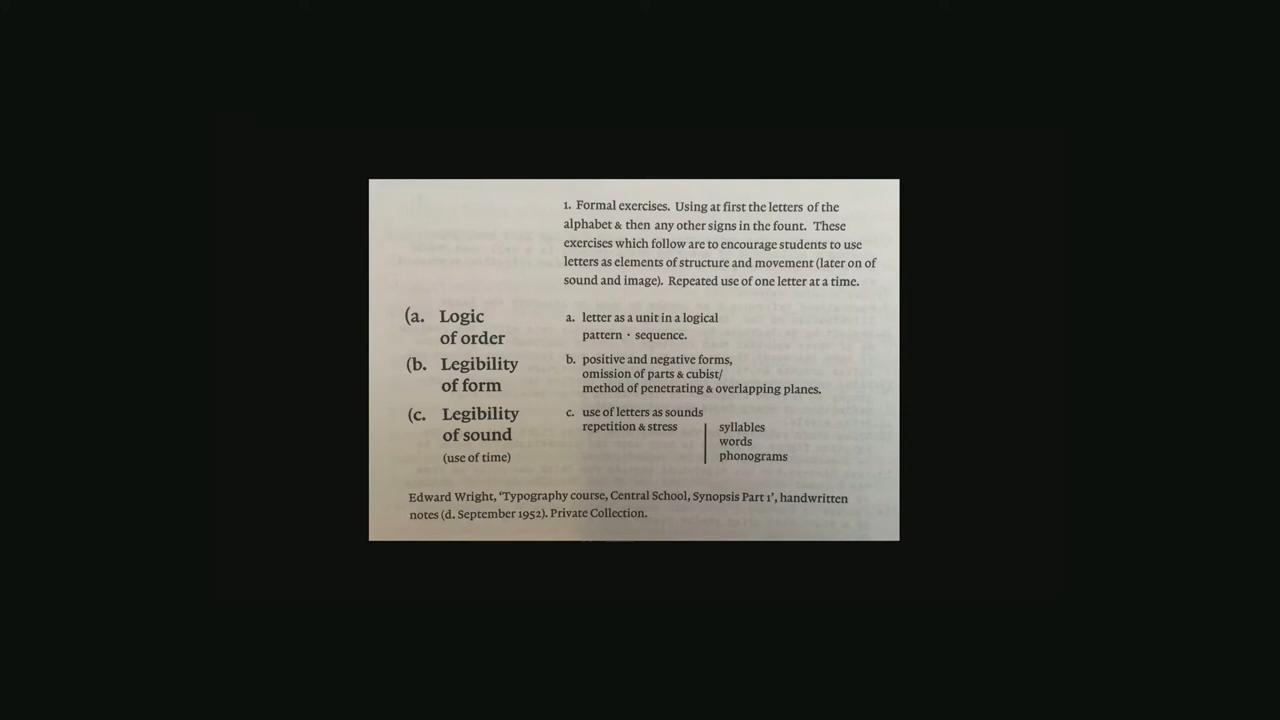 1. Formal exercises. Using at first the letters of the
alphabet & then any other signs in the fount. These
exercises which follow are to encourage students to use
letters as elements of structure and movement (later on of
sound and image). Repeated use of one letter at a time.
(a. Logic
of order
a. letter as a unit in a logical
pattern · sequence.
(b. Legibility
of form
b. positive and negative forms,
omission of parts & cubist/
method of penetrating & overlapping planes.
(c. Legibility
of sound
(use of time)
c. use of letters as sounds
repetition & stress
syllables
words
phonograms
Edward Wright, ‘Typography course, Central School, Synopsis Part 1’, handwritten
notes (d. September 1952). Private Collection.